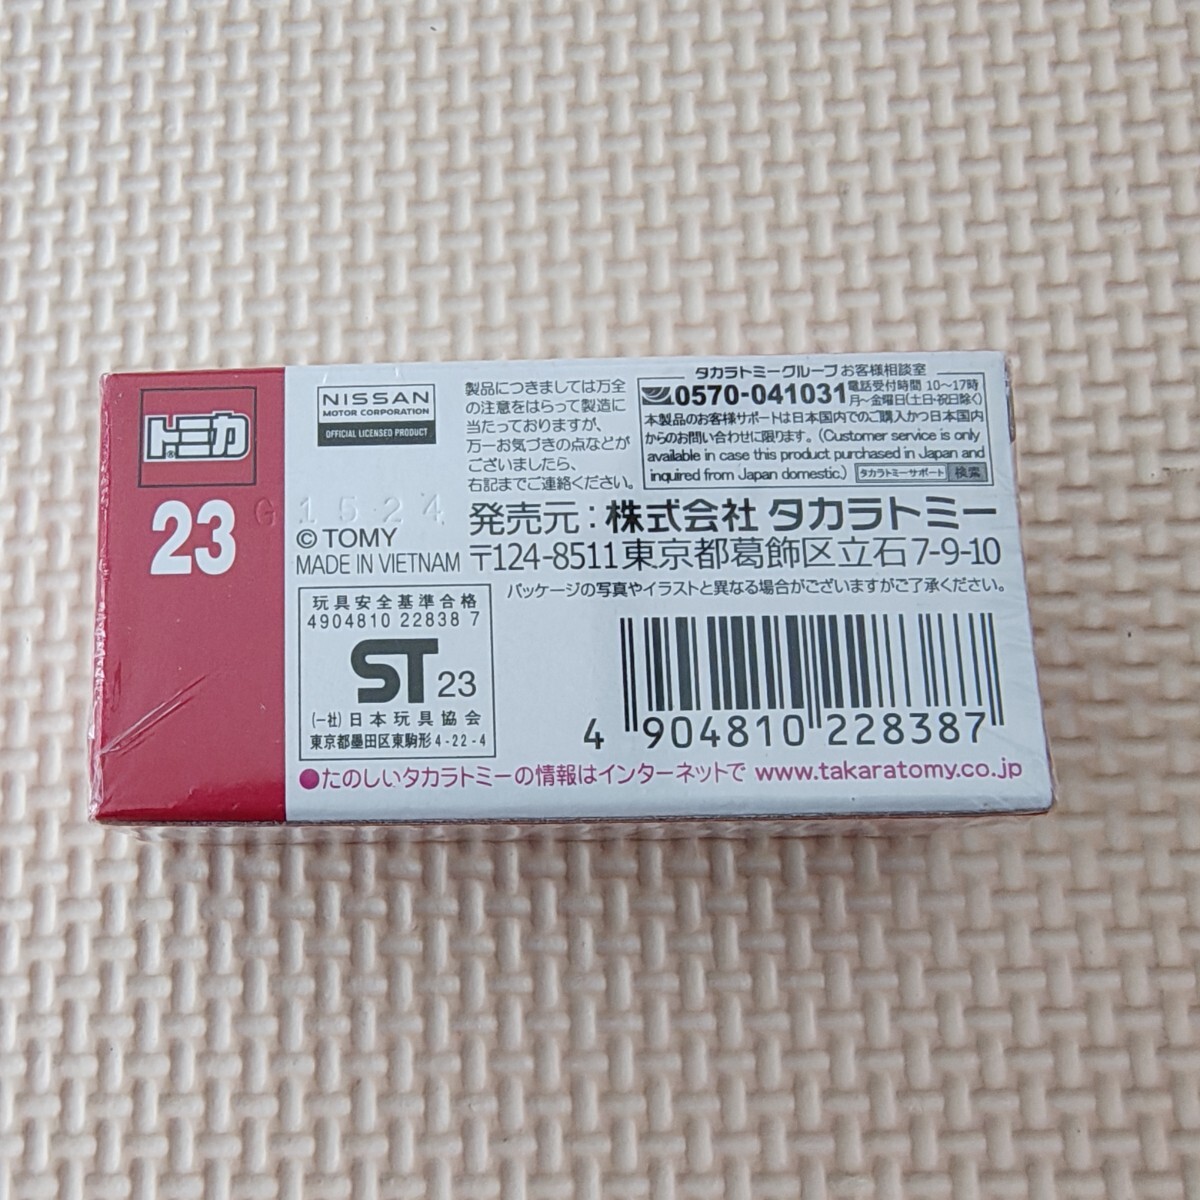 トミカ®
23
NISSAN
MOTOR CORPORATION
OFFICIAL LICENSED PRODUCT
G1524
© TOMY
MADE IN VIETNAM
製品につきましては万全
の注意をはらって製造に
当たっておりますが、
万一お気づきの点などが
ございましたら、
右記までご連絡ください。
タカラトミーグループ お客様相談室
0570-041031 電話受付時間 10〜17時
月〜金曜日(土・日・祝日除く)
本製品のお客様サポートは日本国内でのご購入かつ日本国内
からのお問い合わせに限ります。(Customer service is only
available in case this product purchased in Japan and
inquired from Japan domestic.) タカラトミーサポート 検索
発売元:株式会社 タカラトミー
〒124-8511 東京都葛飾区立石7-9-10
パッケージの写真やイラストと異なる場合がございますがご了承ください。
玩具安全基準合格
4904810 22838 7
ST 23
(一社)日本玩具協会
東京都墨田区東駒形4-22-4
4 904810 228387
●たのしいタカラトミーの情報はインターネットで www.takaratomy.co.jp